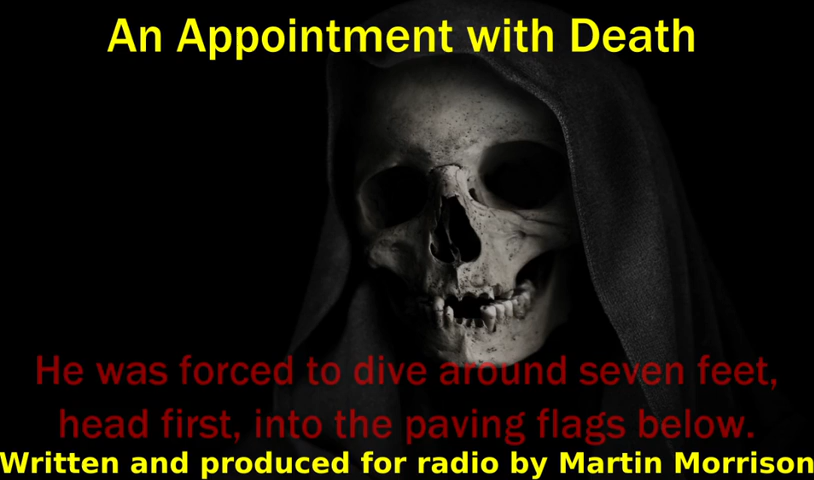 An Appointment with Death
He was forced to dive around seven feet,
head first, into the paving flags below.
Written and produced for radio by Martin Morrison